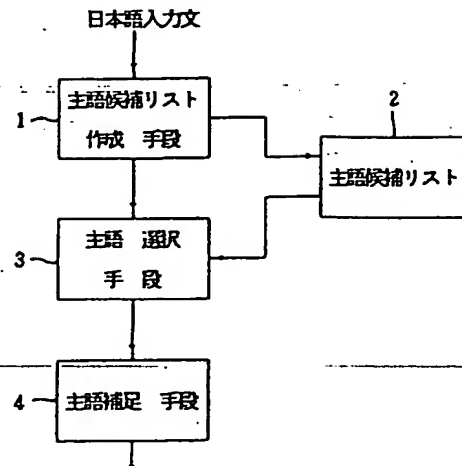 日本語入力文
1
主語候補リスト
作成 手段
2
主語候補リスト
3
主語 選択
手 段
4
主語補足 手段